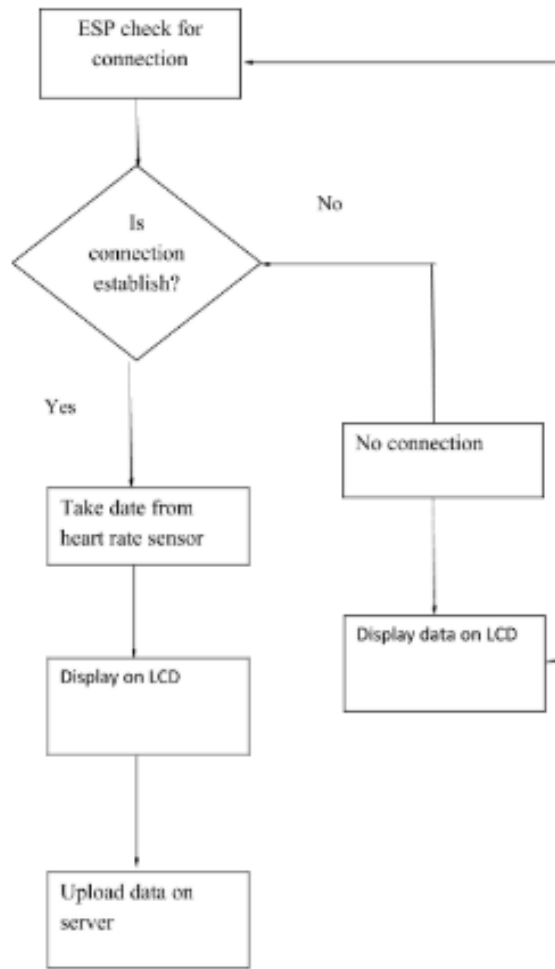 ESP check for
connection
Is
connection
establish?
No
Yes
No connection
Take date from
heart rate sensor
Display data on LCD
Display on LCD
Upload data on
server